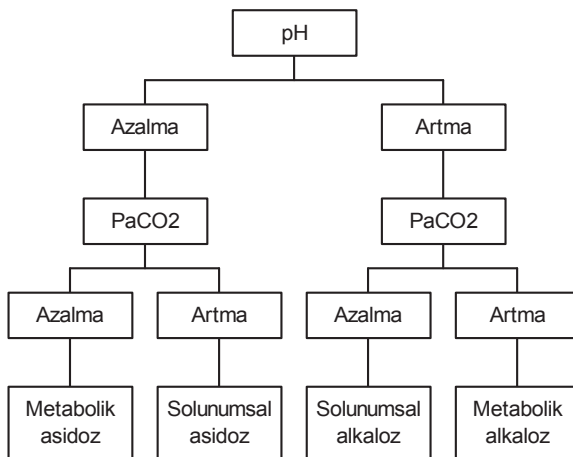 pH
Azalma
Artma
PaCO2
PaCO2
Azalma
Artma
Azalma
Artma
Metabolik
asidoz
Solunumsal
asidoz
Solunumsal
alkaloz
Metabolik
alkaloz